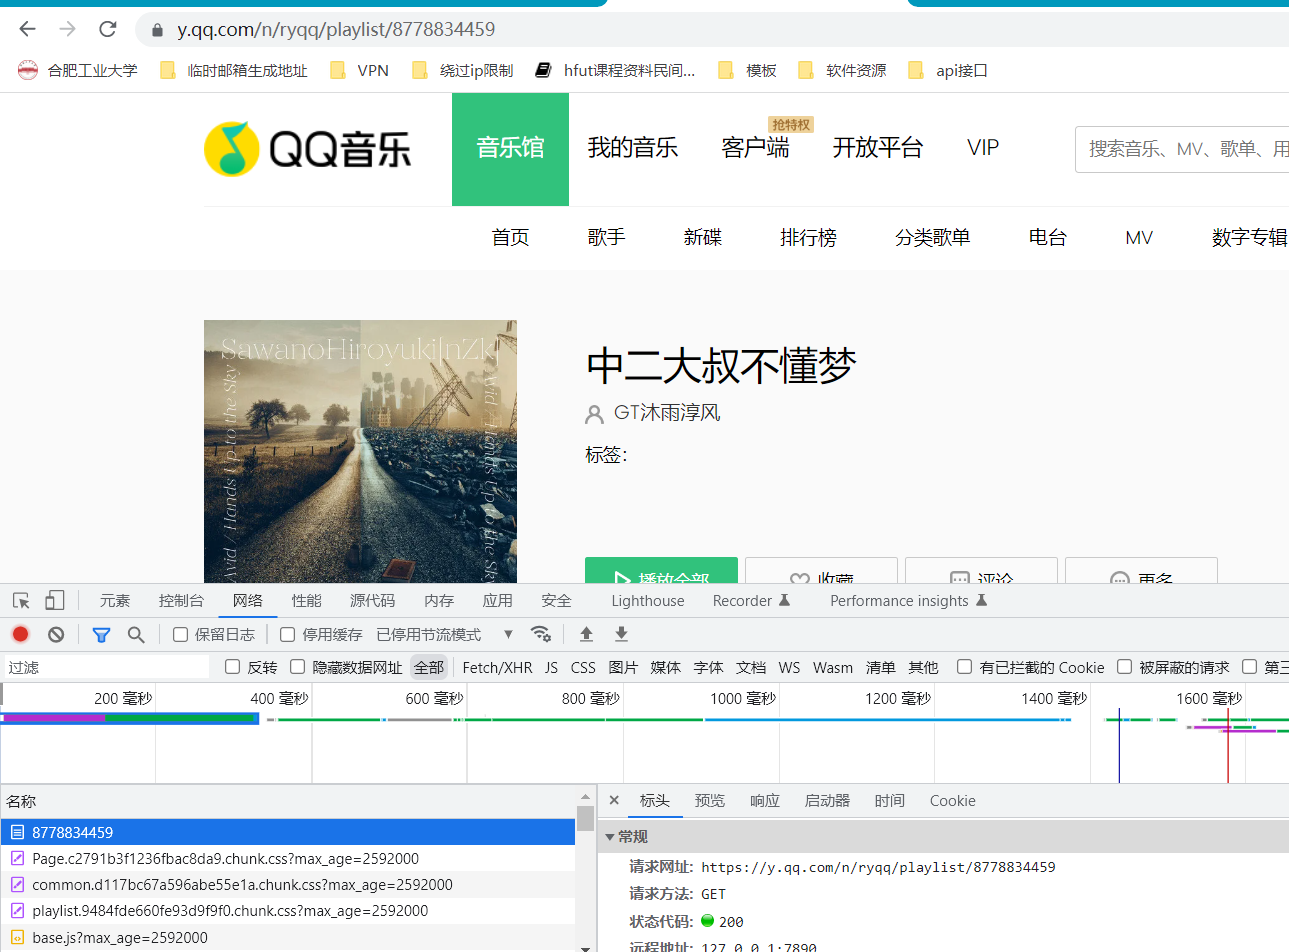 y.qq.com/n/ryqq/playlist/8778834459
合肥工业大学 临时邮箱生成地址 VPN 绕过ip限制 hfut课程资料民间... 模板 软件资源 api接口
QQ音乐 音乐馆 我的音乐 客户端 抢特权 开放平台 VIP 搜索音乐、MV、歌单、用
首页 歌手 新碟 排行榜 分类歌单 电台 MV 数字专辑
SawanoHiroyuki[nZk]
Avid / Hands Up to the Sky
Avid / Hands Up to the Sky
中二大叔不懂梦
GT沐雨淳风
标签:
播放全部 收藏 评论 更多
元素 控制台 网络 性能 源代码 内存 应用 安全 Lighthouse Recorder Performance insights
保留日志 停用缓存 已停用节流模式
过滤 反转 隐藏数据网址 全部 Fetch/XHR JS CSS 图片 媒体 字体 文档 WS Wasm 清单 其他 有已拦截的 Cookie 被屏蔽的请求 第三
200 毫秒 400 毫秒 600 毫秒 800 毫秒 1000 毫秒 1200 毫秒 1400 毫秒 1600 毫秒
名称
8778834459
Page.c2791b3f1236fbac8da9.chunk.css?max_age=2592000
common.d117bc67a596abe55e1a.chunk.css?max_age=2592000
playlist.9484fde660fe93d9f9f0.chunk.css?max_age=2592000
base.js?max_age=2592000
标头 预览 响应 启动器 时间 Cookie
常规
请求网址: https://y.qq.com/n/ryqq/playlist/8778834459
请求方法: GET
状态代码: 200
远程地址: 127.0.0.1:7890